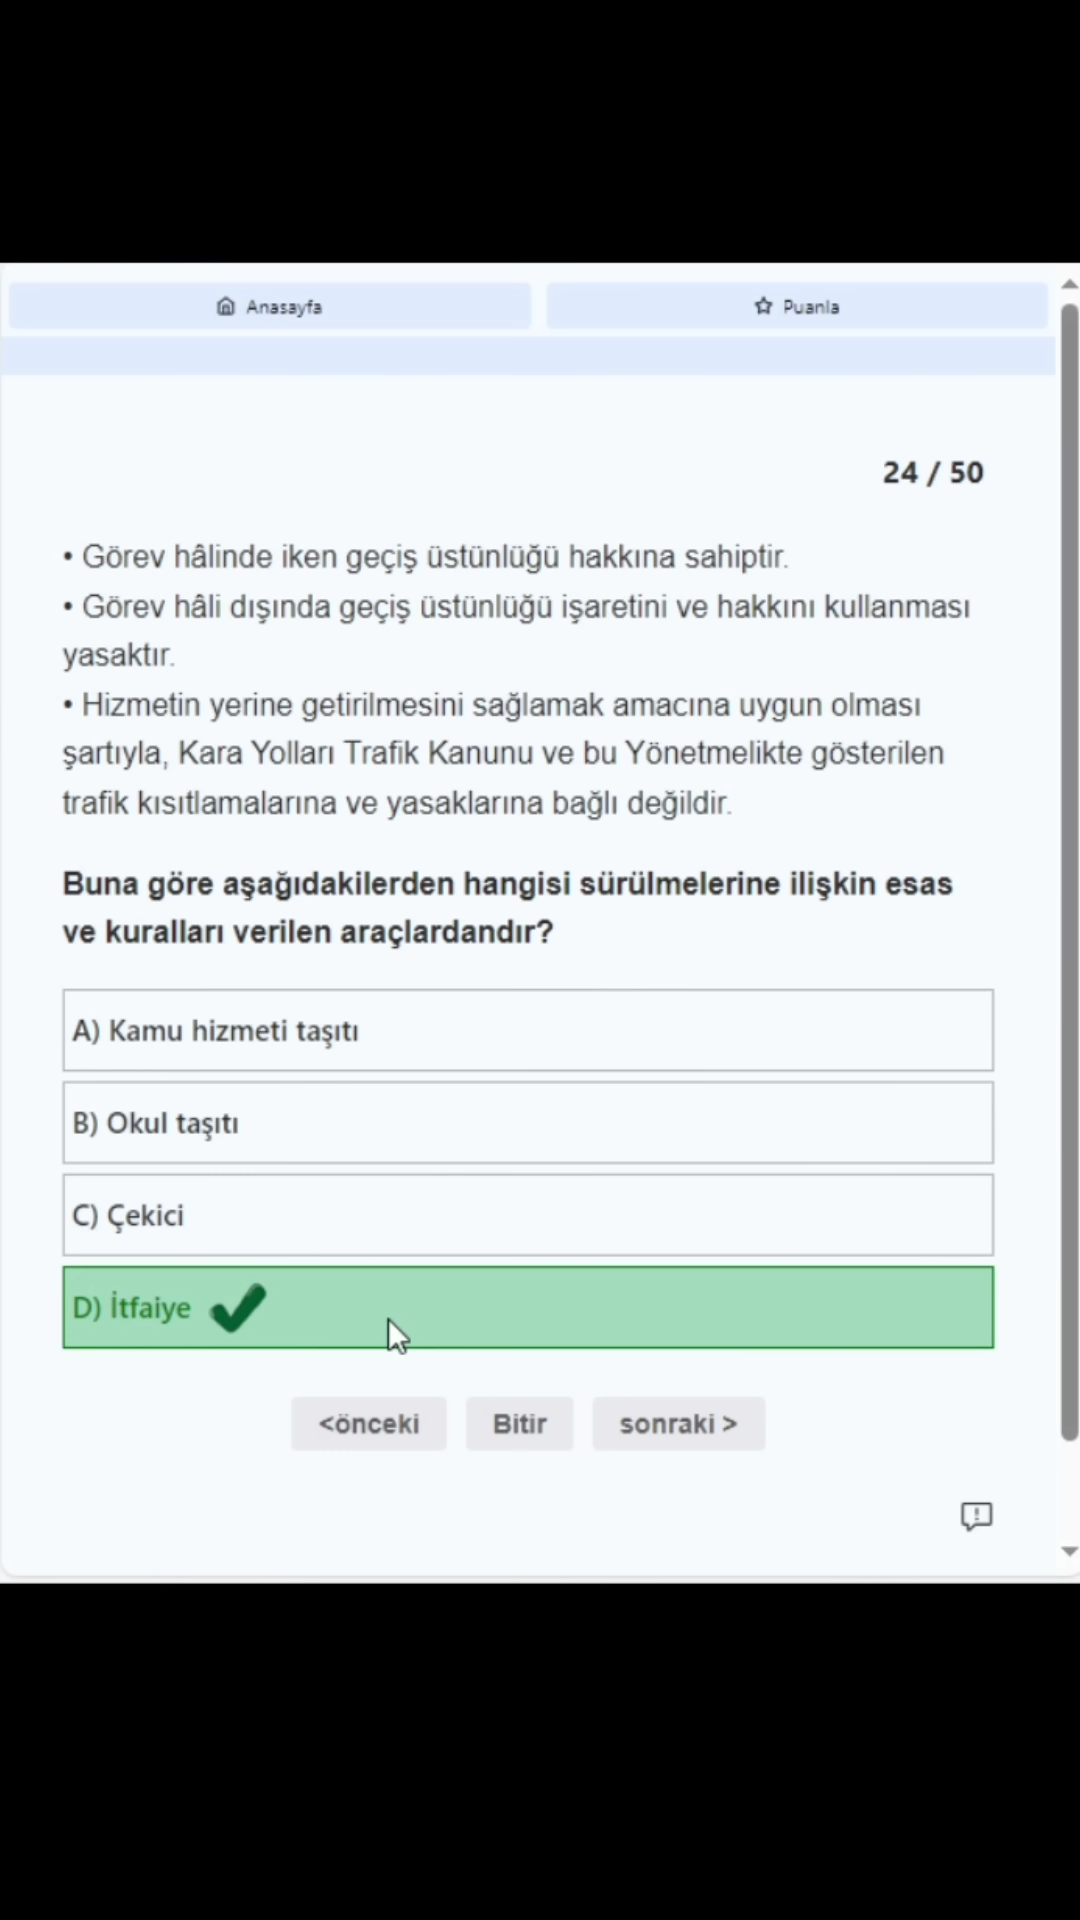 Anasayfa
Puanla
24 / 50
• Görev hâlinde iken geçiş üstünlüğü hakkına sahiptir.
• Görev hâli dışında geçiş üstünlüğü işaretini ve hakkını kullanması
yasaktır.
• Hizmetin yerine getirilmesini sağlamak amacına uygun olması
şartıyla, Kara Yolları Trafik Kanunu ve bu Yönetmelikte gösterilen
trafik kısıtlamalarına ve yasaklarına bağlı değildir.
Buna göre aşağıdakilerden hangisi sürülmelerine ilişkin esas
ve kuralları verilen araçlardandır?
A) Kamu hizmeti taşıtı
B) Okul taşıtı
C) Çekici
D) İtfaiye
<önceki
Bitir
sonraki >